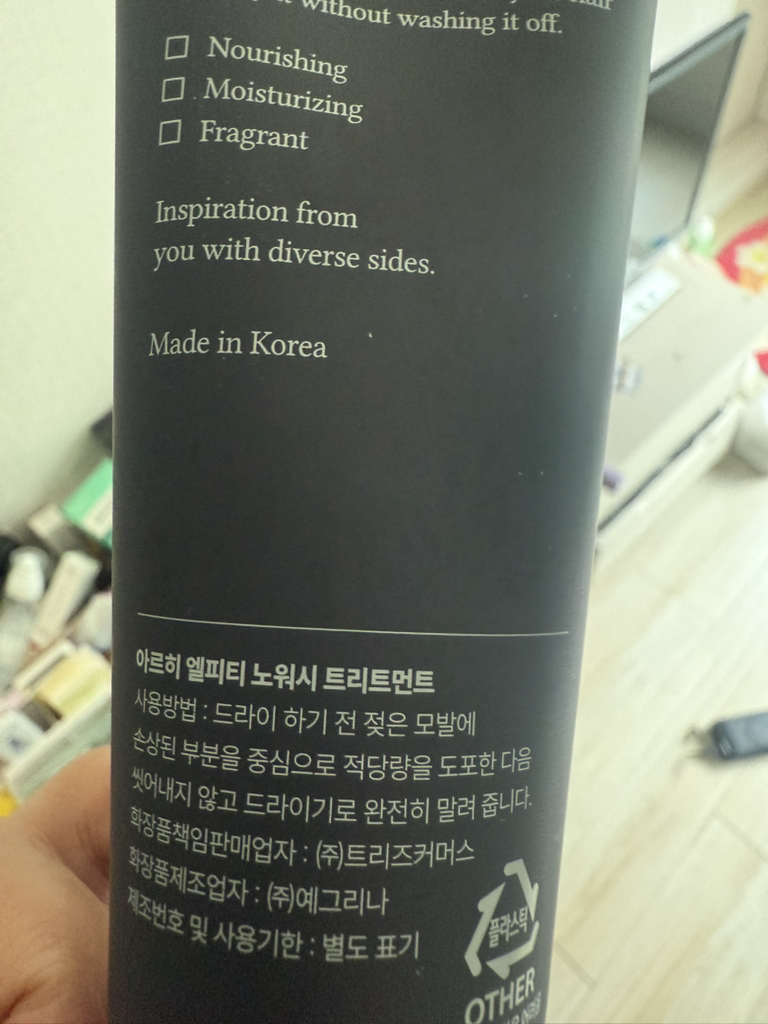 without washing it off.
☐ Nourishing
☐ Moisturizing
☐ Fragrant
Inspiration from
you with diverse sides.
Made in Korea
아르히 엘피티 노워시 트리트먼트
사용방법 : 드라이 하기 전 젖은 모발에
손상된 부분을 중심으로 적당량을 도포한 다음
씻어내지 않고 드라이기로 완전히 말려 줍니다.
화장품책임판매업자 : (주)트리즈커머스
화장품제조업자 : (주)예그리나
제조번호 및 사용기한 : 별도 표기
플라스틱
OTHER